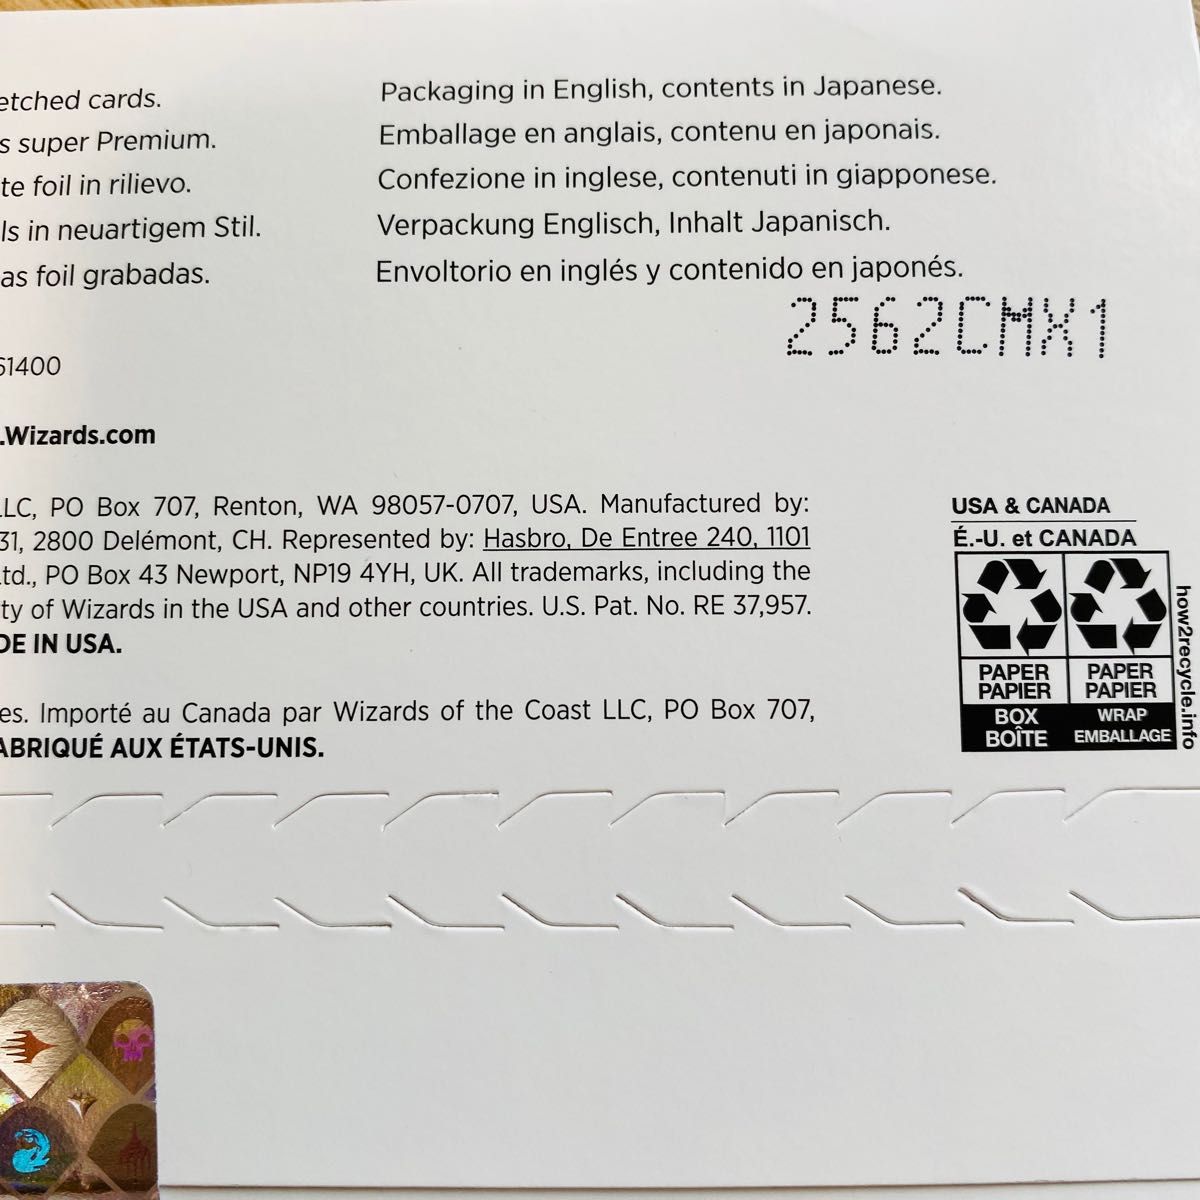 etched cards.
s super Premium.
te foil in rilievo.
ls in neuartigem Stil.
as foil grabadas.
Packaging in English, contents in Japanese.
Emballage en anglais, contenu en japonais.
Confezione in inglese, contenuti in giapponese.
Verpackung Englisch, Inhalt Japanisch.
Envoltorio en inglés y contenido en japonés.
2562CMX1
61400
.Wizards.com
LLC, PO Box 707, Renton, WA 98057-0707, USA. Manufactured by:
31, 2800 Delémont, CH. Represented by: Hasbro, De Entree 240, 1101
Ltd., PO Box 43 Newport, NP19 4YH, UK. All trademarks, including the
ty of Wizards in the USA and other countries. U.S. Pat. No. RE 37,957.
DE IN USA.
es. Importé au Canada par Wizards of the Coast LLC, PO Box 707,
ABRIQUÉ AUX ÉTATS-UNIS.
USA & CANADA
É.-U. et CANADA
PAPER
PAPIER
BOX
BOÎTE
PAPER
PAPIER
WRAP
EMBALLAGE
how2recycle.info